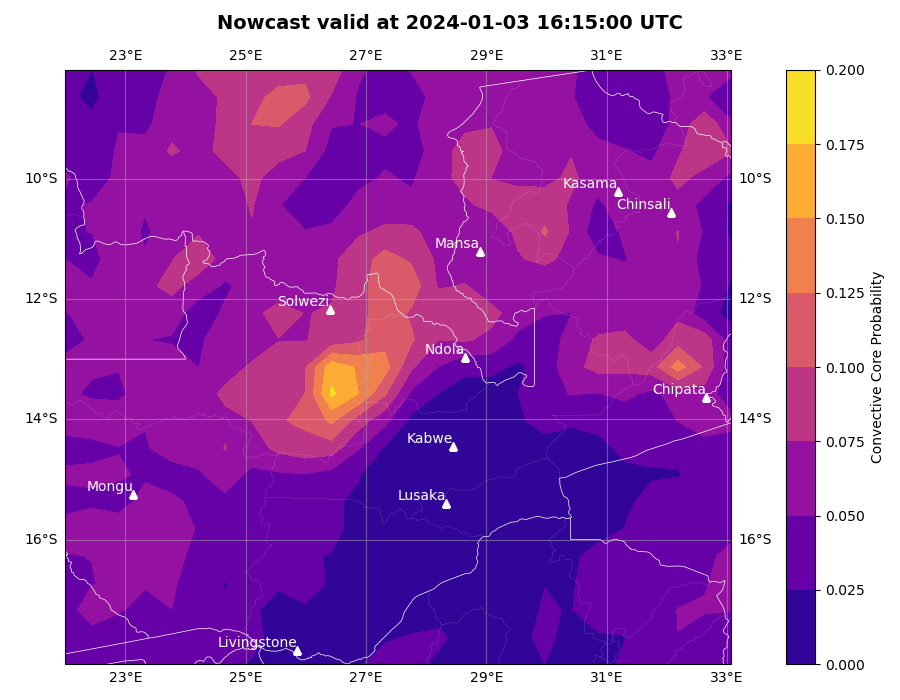 Nowcast valid at 2024-01-03 16:15:00 UTC
23°E 25°E 27°E 29°E 31°E 33°E
0.200
0.175
10°S Kasama 10°S
Chinsali
0.150
Mansa
12°S Solwezi 12°S
0.125
Ndola
0.100
Chipata
14°S 14°S
Kabwe
0.075
Mongu
Lusaka
0.050
16°S 16°S
0.025
Livingstone
0.000
23°E 25°E 27°E 29°E 31°E 33°E
Convective Core Probability